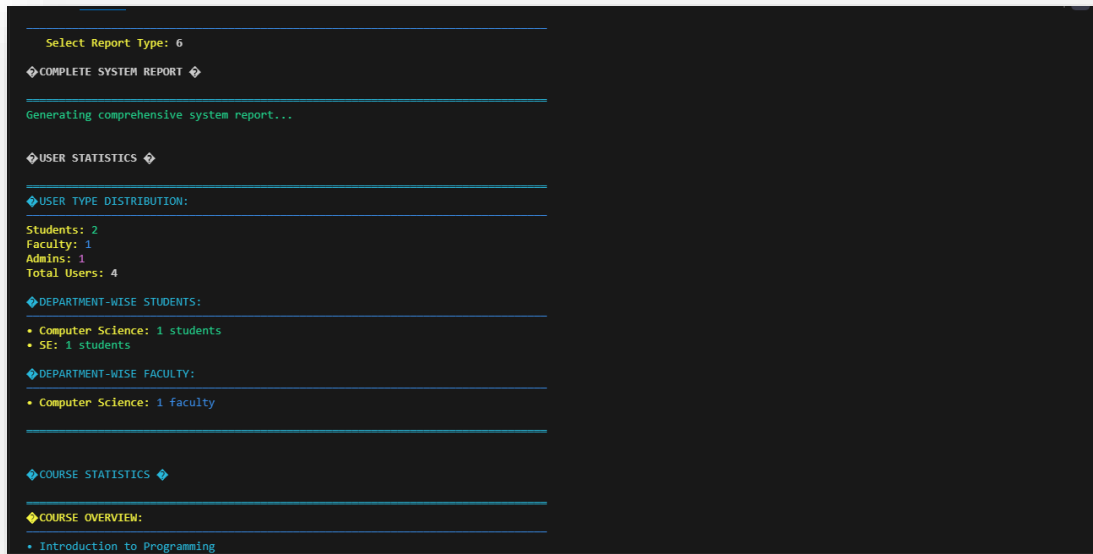 Select Report Type: 6
�COMPLETE SYSTEM REPORT �
Generating comprehensive system report...
�USER STATISTICS �
�USER TYPE DISTRIBUTION:
Students: 2
Faculty: 1
Admins: 1
Total Users: 4
�DEPARTMENT-WISE STUDENTS:
• Computer Science: 1 students
• SE: 1 students
�DEPARTMENT-WISE FACULTY:
• Computer Science: 1 faculty
�COURSE STATISTICS �
�COURSE OVERVIEW:
• Introduction to Programming